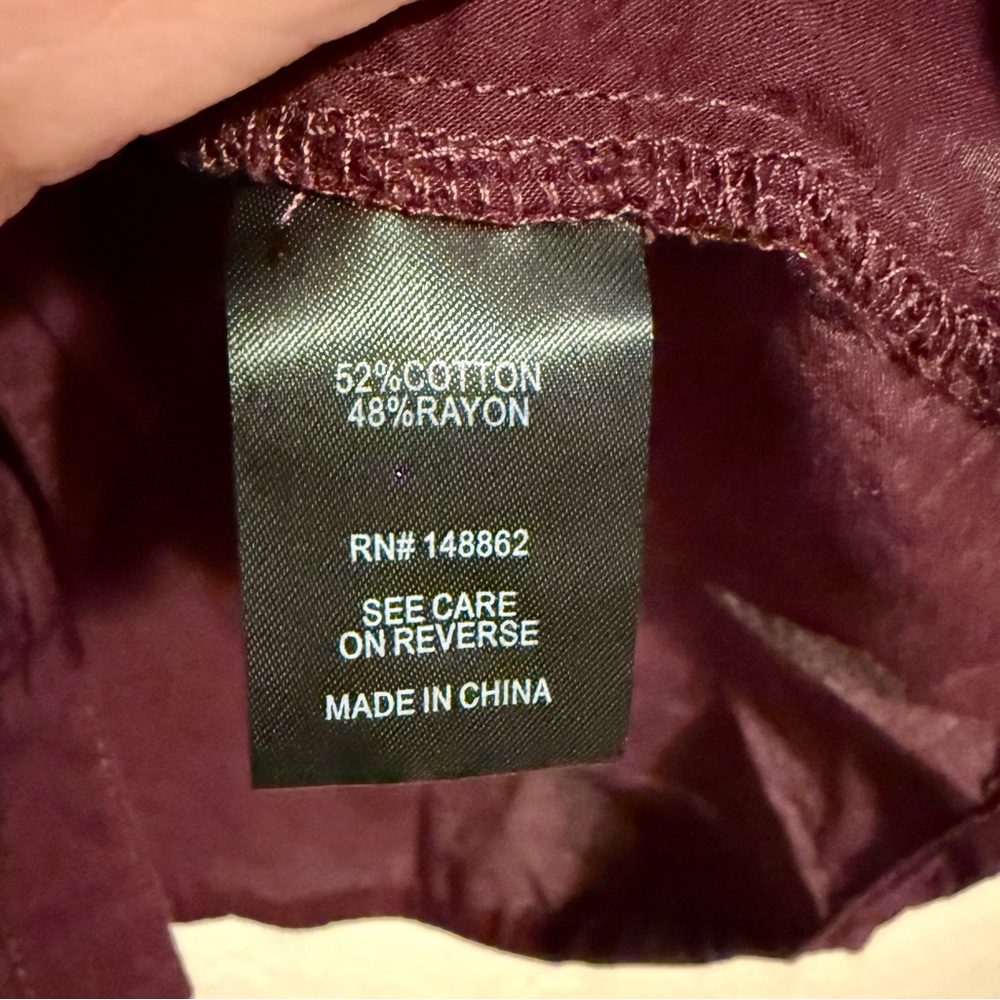 52%COTTON
48%RAYON
RN# 148862
SEE CARE
ON REVERSE
MADE IN CHINA